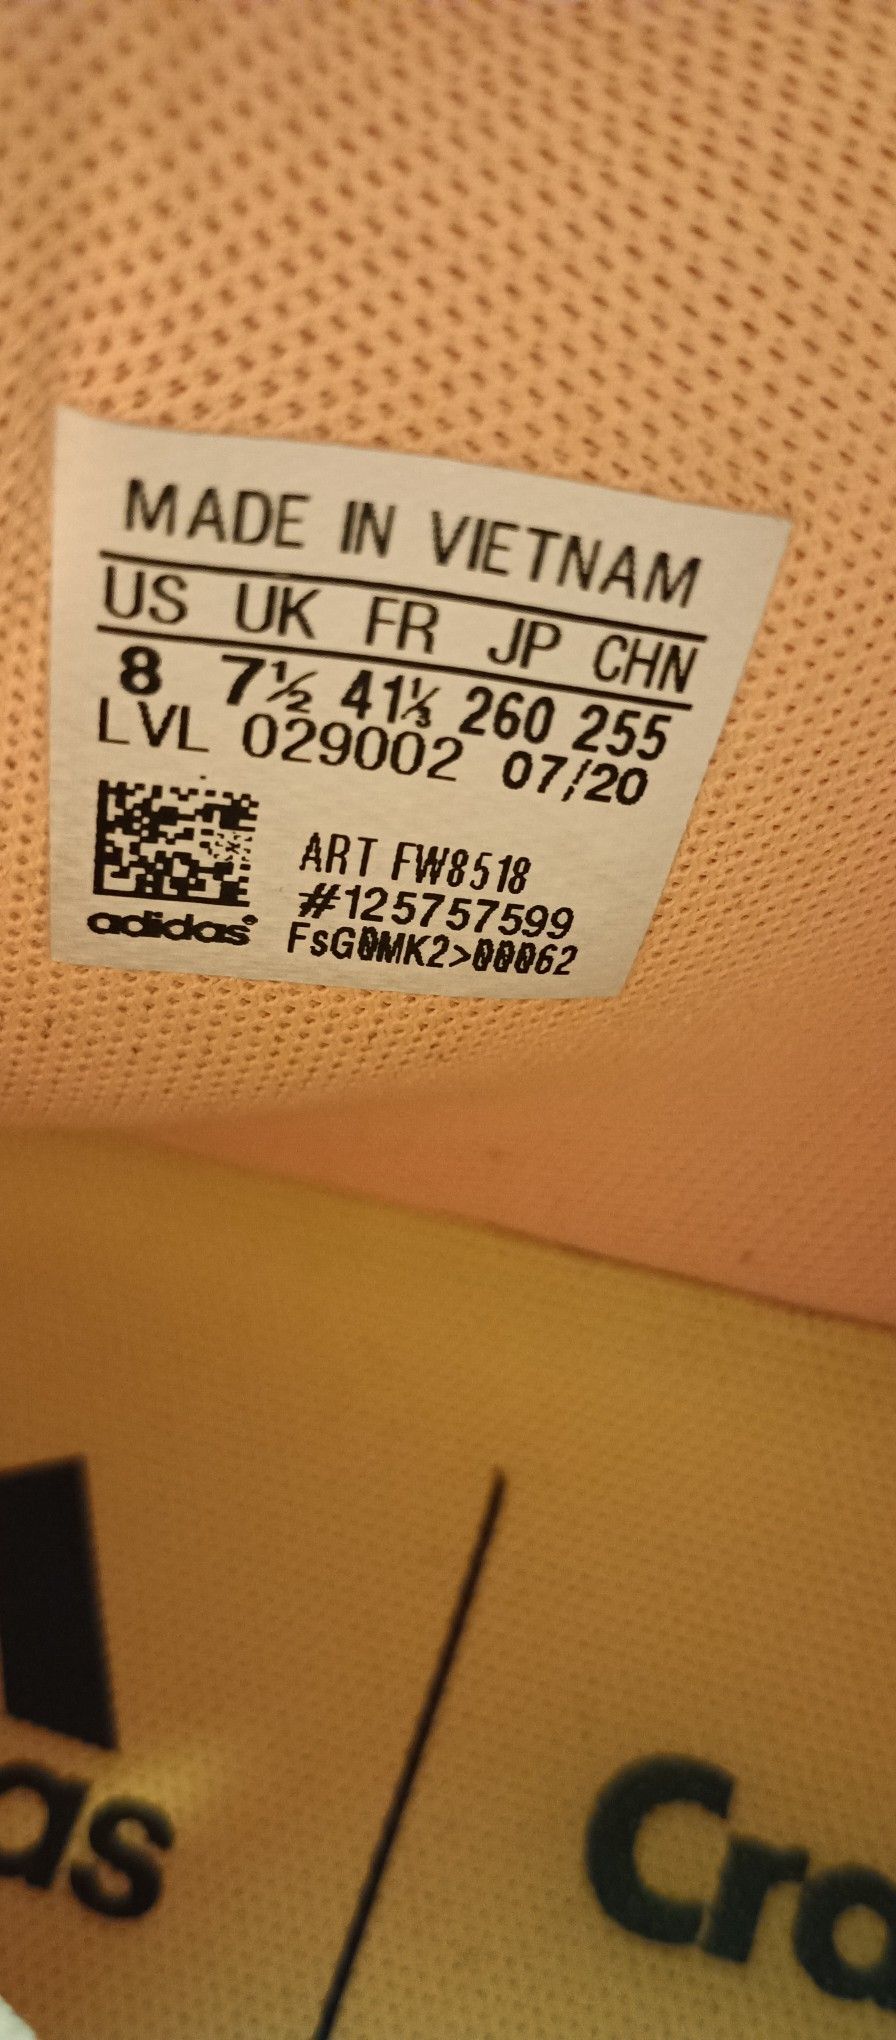 MADE IN VIETNAM
US UK FR JP CHN
8 7½ 41⅓ 260 255
LVL 029002 07/20
ART FW8518
#125757599
adidas®
FsG0MK2>00062
as Cra